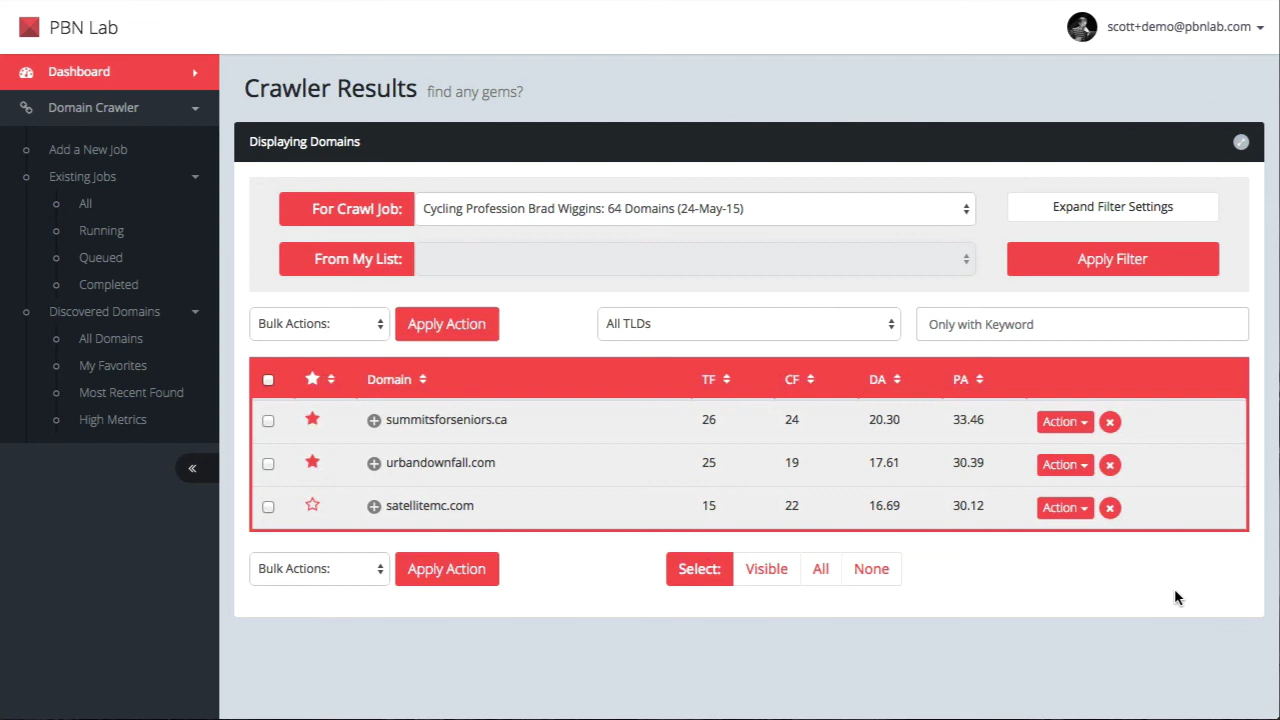 PBN Lab
scott+demo@pbnlab.com
Dashboard
Domain Crawler
Add a New Job
Existing Jobs
All
Running
Queued
Completed
Discovered Domains
All Domains
My Favorites
Most Recent Found
High Metrics
Crawler Results find any gems?
Displaying Domains
For Crawl Job: Cycling Profession Brad Wiggins: 64 Domains (24-May-15) Expand Filter Settings
From My List: Apply Filter
Bulk Actions: Apply Action All TLDs Only with Keyword
Domain TF CF DA PA
summitsforseniors.ca 26 24 20.30 33.46 Action
urbandownfall.com 25 19 17.61 30.39 Action
satellitemc.com 15 22 16.69 30.12 Action
Bulk Actions: Apply Action Select: Visible All None